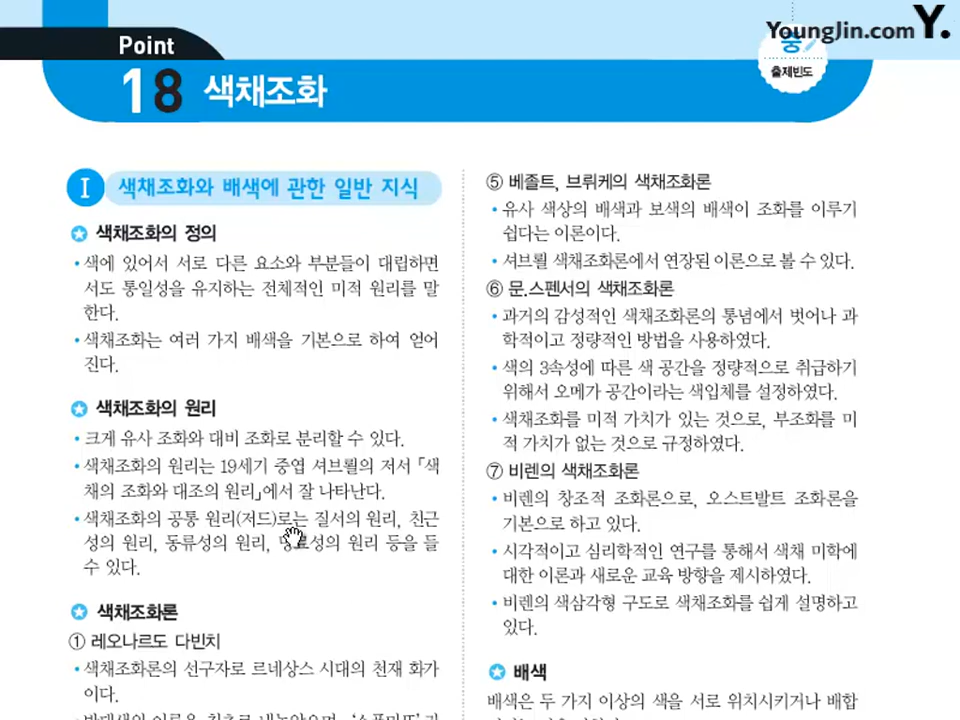 YoungJin.com Y.
Point
18 색채조화
중
출제빈도
I 색채조화와 배색에 관한 일반 지식
색채조화의 정의
• 색에 있어서 서로 다른 요소와 부분들이 대립하면
서도 통일성을 유지하는 전체적인 미적 원리를 말
한다.
• 색채조화는 여러 가지 배색을 기본으로 하여 얻어
진다.
색채조화의 원리
• 크게 유사 조화와 대비 조화로 분리할 수 있다.
• 색채조화의 원리는 19세기 중엽 셔브뢸의 저서 「색
채의 조화와 대조의 원리」에서 잘 나타난다.
• 색채조화의 공통 원리(저드)로는 질서의 원리, 친근
성의 원리, 동류성의 원리, 성의 원리 등을 들
수 있다.
색채조화론
① 레오나르도 다빈치
• 색채조화론의 선구자로 르네상스 시대의 천재 화가
이다.
⑤ 베졸트, 브뤼케의 색채조화론
• 유사 색상의 배색과 보색의 배색이 조화를 이루기
쉽다는 이론이다.
• 셔브뢸 색채조화론에서 연장된 이론으로 볼 수 있다.
⑥ 문.스펜서의 색채조화론
• 과거의 감성적인 색채조화론의 통념에서 벗어나 과
학적이고 정량적인 방법을 사용하였다.
• 색의 3속성에 따른 색 공간을 정량적으로 취급하기
위해서 오메가 공간이라는 색입체를 설정하였다.
• 색채조화를 미적 가치가 있는 것으로, 부조화를 미
적 가치가 없는 것으로 규정하였다.
⑦ 비렌의 색채조화론
• 비렌의 창조적 조화론으로, 오스트발트 조화론을
기본으로 하고 있다.
• 시각적이고 심리학적인 연구를 통해서 색채 미학에
대한 이론과 새로운 교육 방향을 제시하였다.
• 비렌의 색삼각형 구도로 색채조화를 쉽게 설명하고
있다.
배색
배색은 두 가지 이상의 색을 서로 위치시키거나 배합